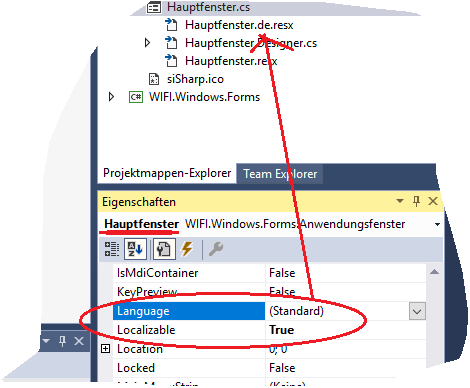 Hauptfenster.cs
Hauptfenster.de.resx
Hauptfenster.Designer.cs
Hauptfenster.resx
siSharp.ico
C# WIFI.Windows.Forms
Projektmappen-Explorer Team Explorer
Eigenschaften
Hauptfenster WIFI.Windows.Forms.Anwendungsfenster
IsMdiContainer False
KeyPreview False
Language (Standard)
Localizable True
Location 0; 0
Locked False
MainMenuStrip (Keine)